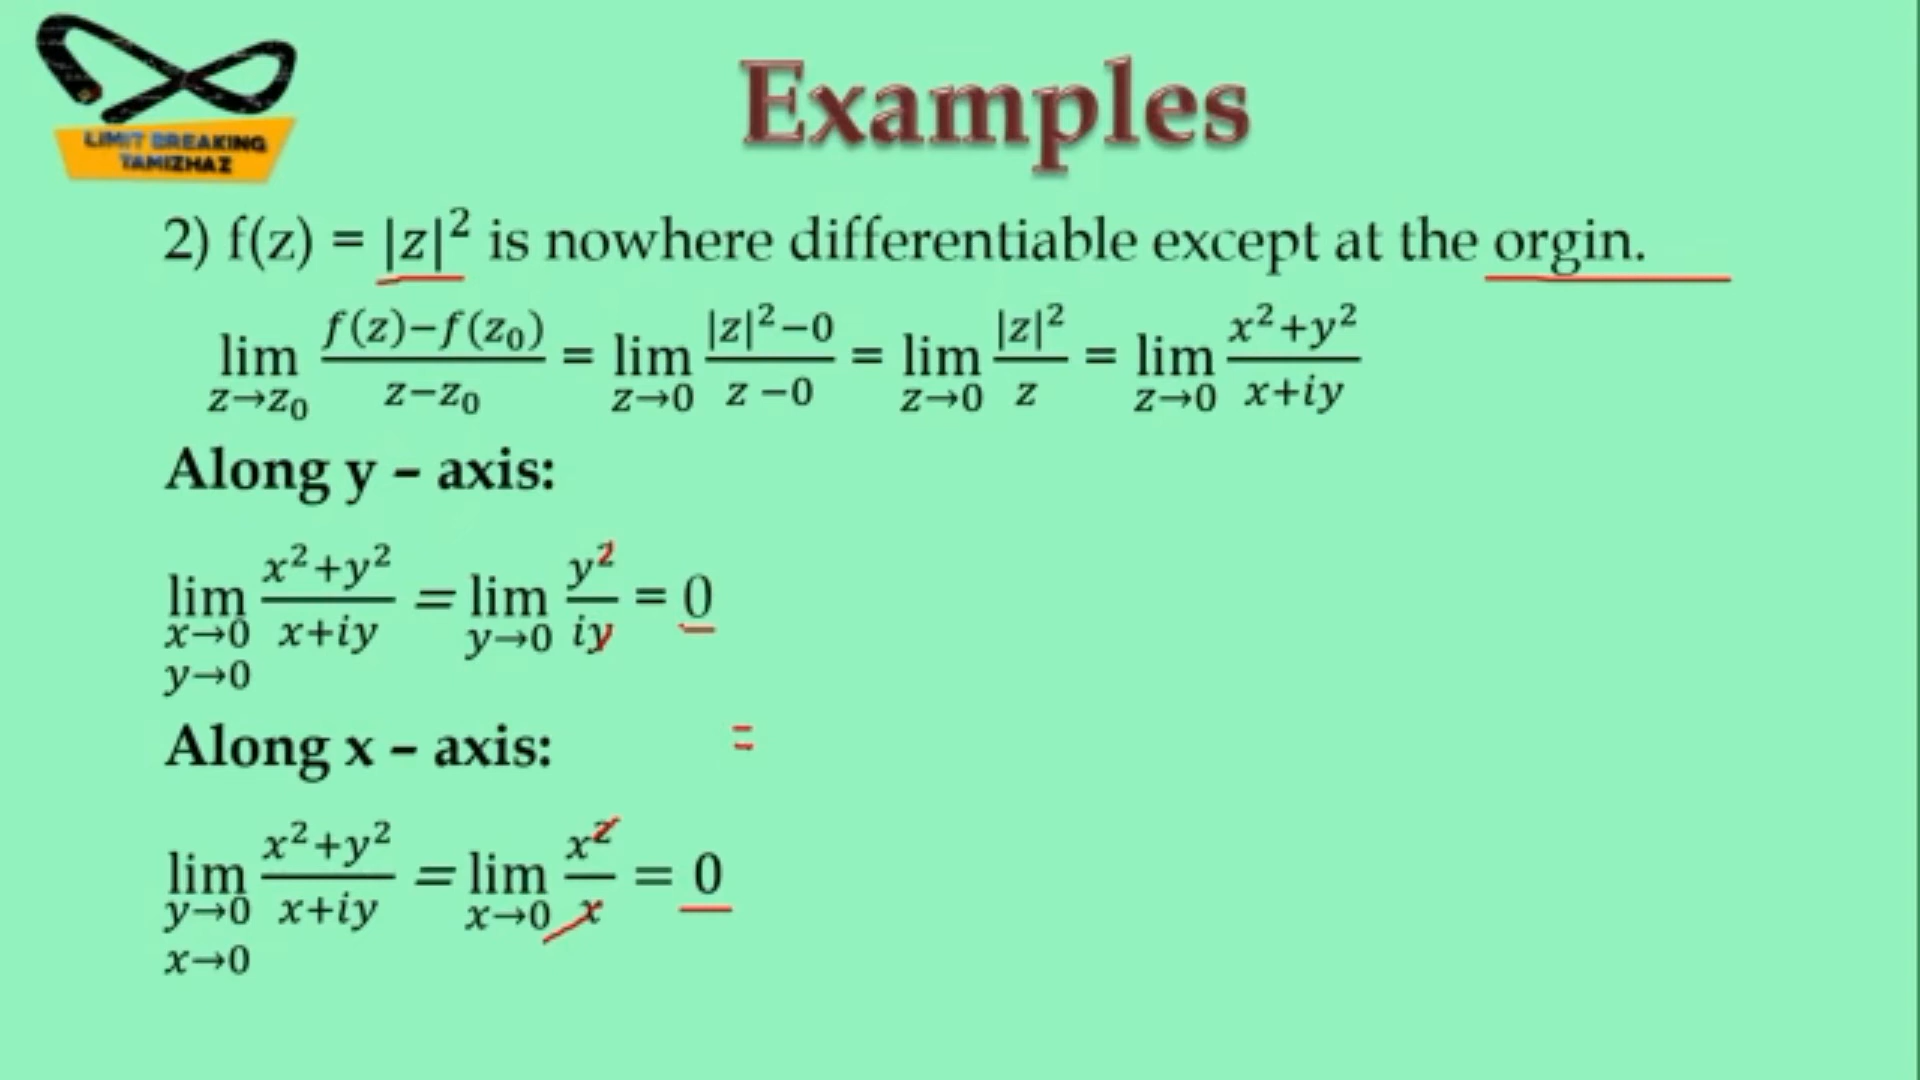 LIMIT BREAKING
TAMIZHAZ
Examples
2) f(z) = |z|² is nowhere differentiable except at the orgin.
lim z→z₀ f(z)−f(z₀)/z−z₀ = lim z→0 |z|²−0/z −0 = lim z→0 |z|²/z = lim z→0 x²+y²/x+iy
Along y – axis:
lim x→0 y→0 x²+y²/x+iy = lim y→0 y²/iy = 0
Along x – axis: =
lim y→0 x→0 x²+y²/x+iy = lim x→0 x²/x = 0